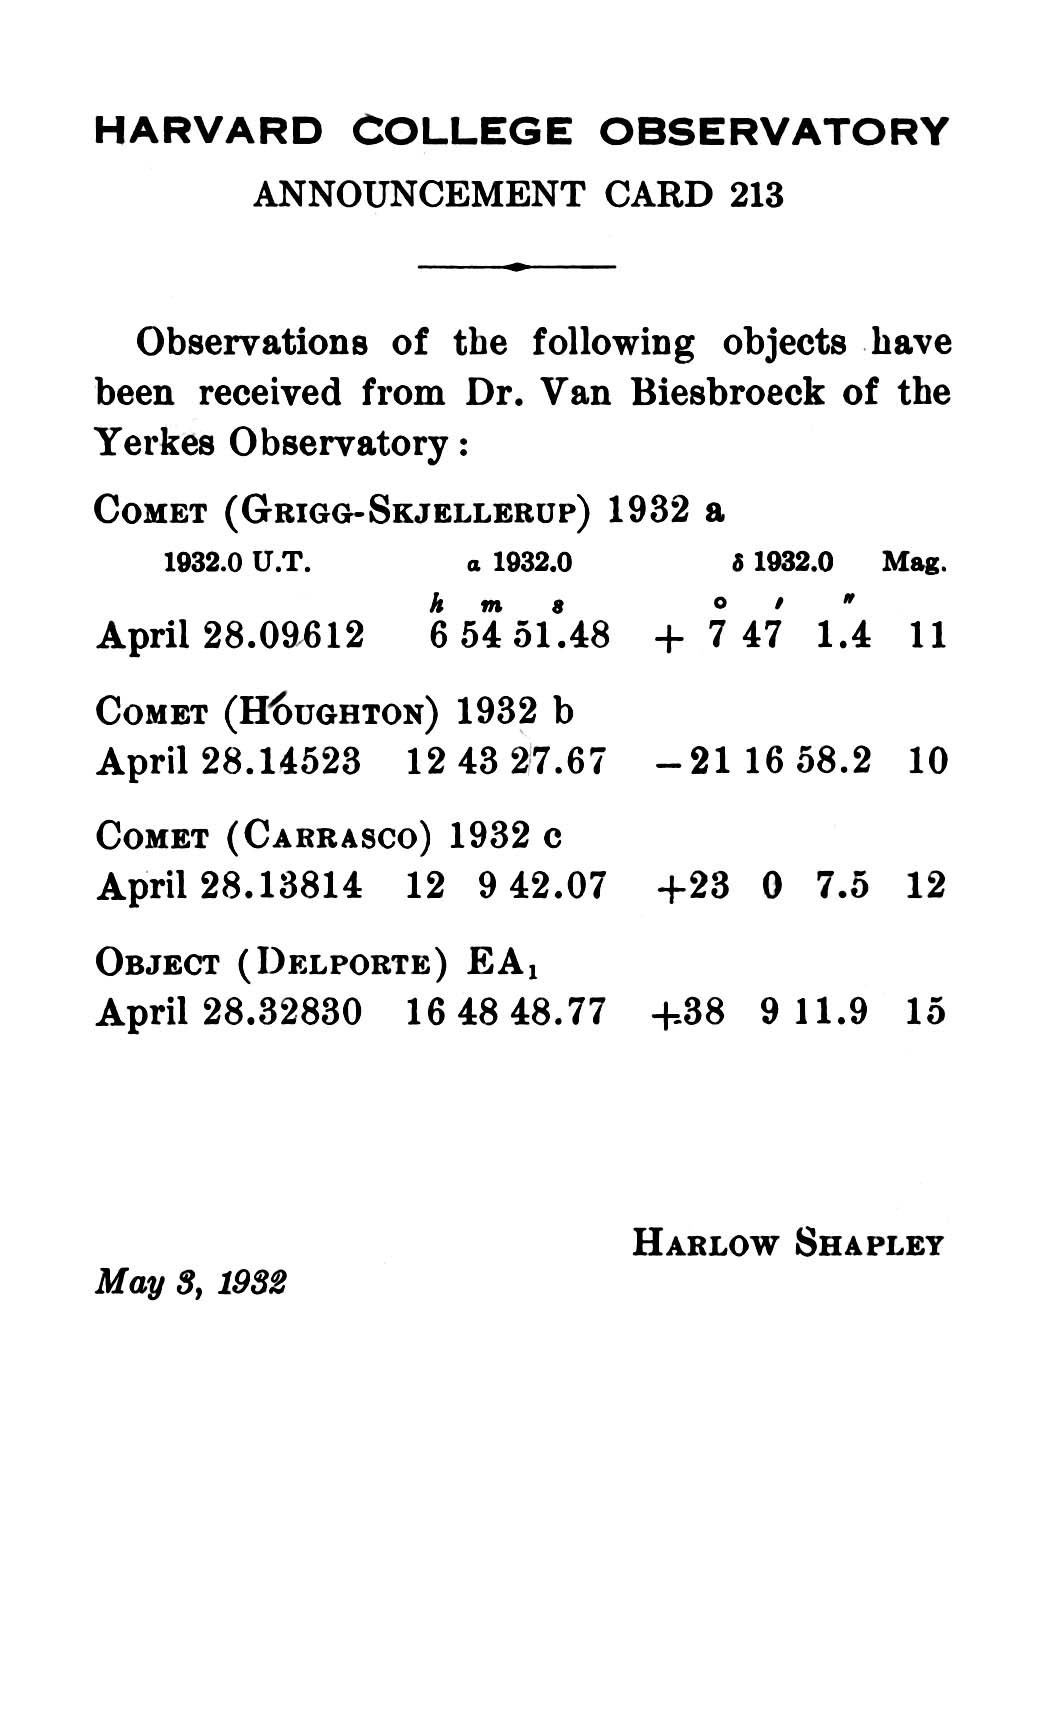 HARVARD COLLEGE OBSERVATORY
ANNOUNCEMENT CARD 213
Observations of the following objects have
been received from Dr. Van Biesbroeck of the
Yerkes Observatory:
COMET (GRIGG-SKJELLERUP) 1932 a
1932.0 U.T. α 1932.0 δ 1932.0 Mag.
h m s ° ′ ″
April 28.09612 6 54 51.48 + 7 47 1.4 11
COMET (HOUGHTON) 1932 b
April 28.14523 12 43 27.67 −21 16 58.2 10
COMET (CARRASCO) 1932 c
April 28.13814 12 9 42.07 +23 0 7.5 12
OBJECT (DELPORTE) EA₁
April 28.32830 16 48 48.77 +38 9 11.9 15
HARLOW SHAPLEY
May 3, 1932